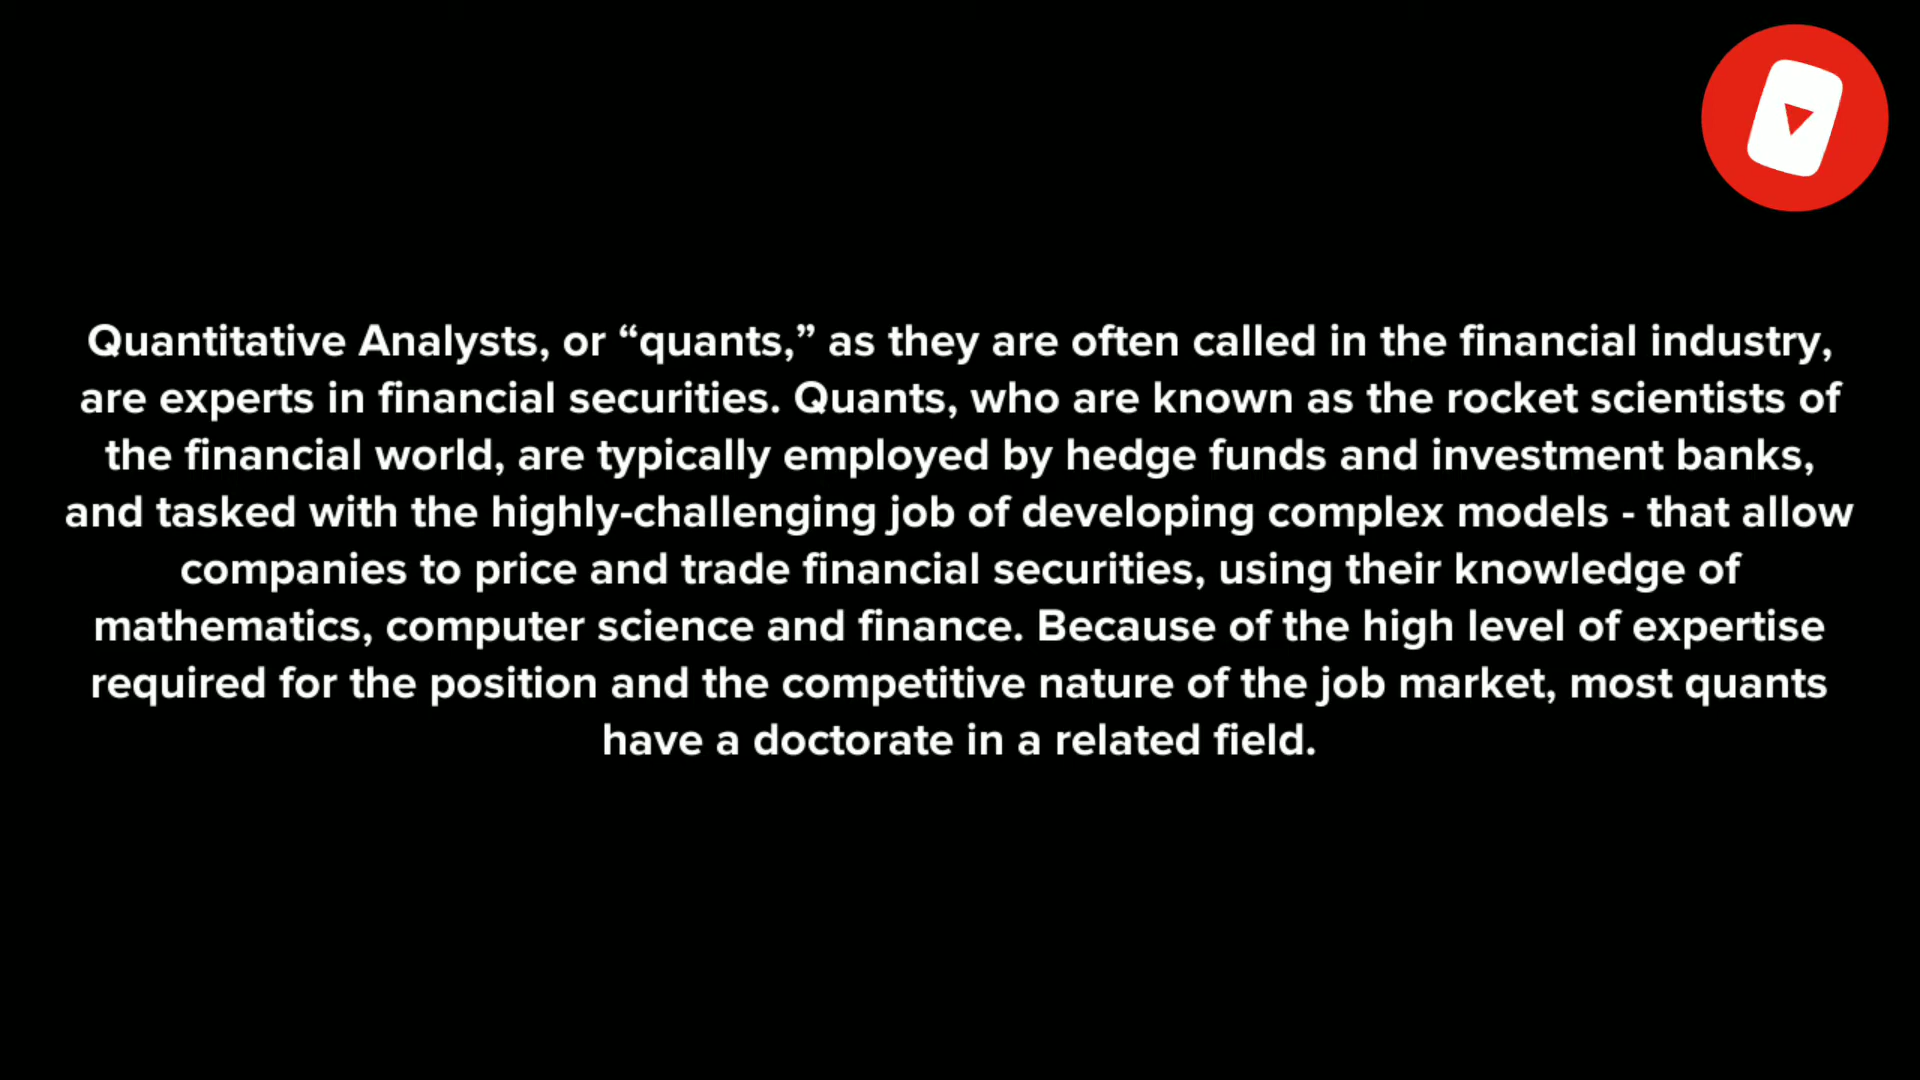 Quantitative Analysts, or “quants,” as they are often called in the financial industry,
are experts in financial securities. Quants, who are known as the rocket scientists of
the financial world, are typically employed by hedge funds and investment banks,
and tasked with the highly-challenging job of developing complex models - that allow
companies to price and trade financial securities, using their knowledge of
mathematics, computer science and finance. Because of the high level of expertise
required for the position and the competitive nature of the job market, most quants
have a doctorate in a related field.